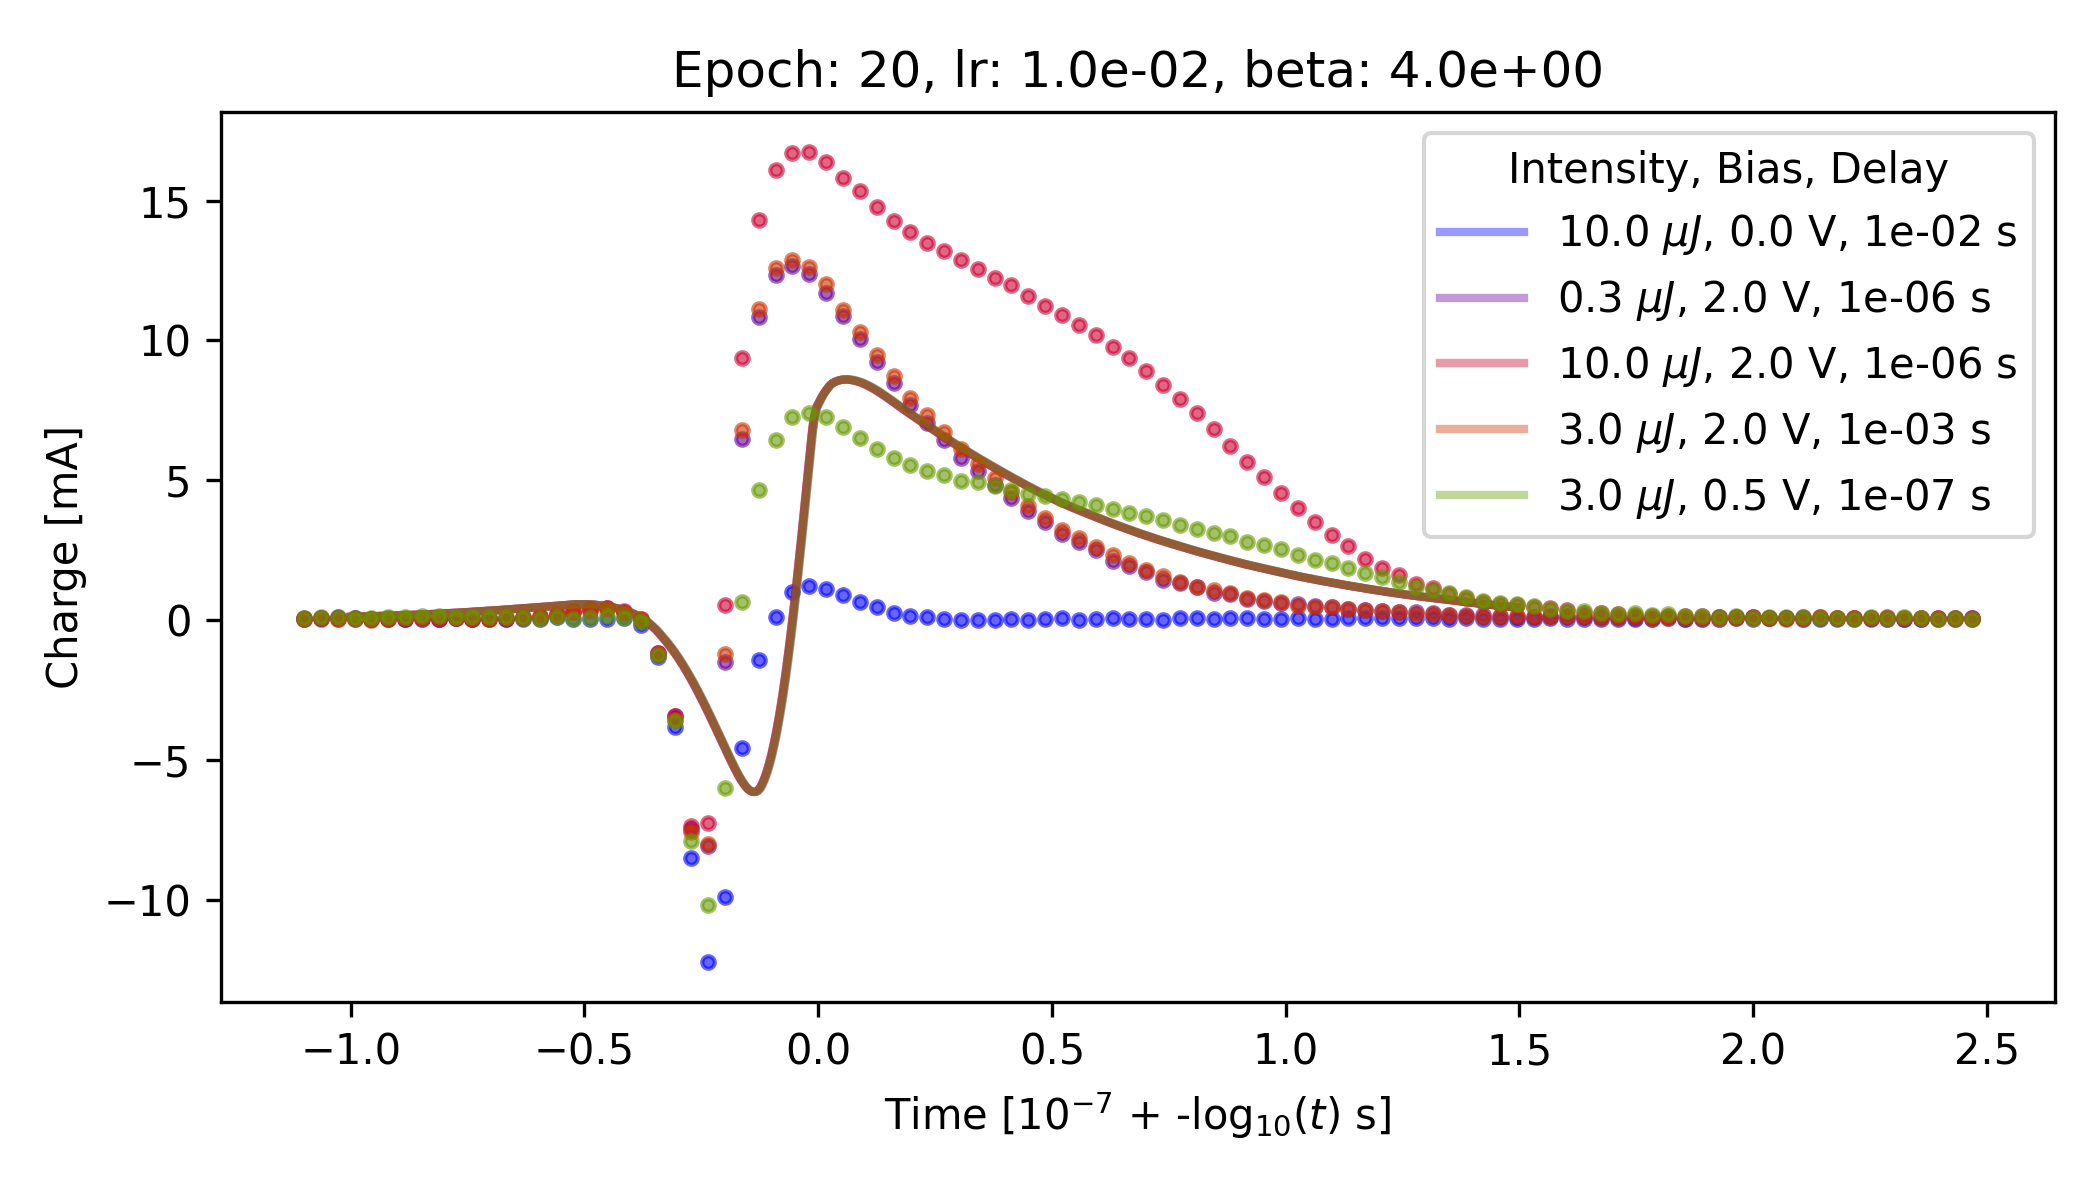 Epoch: 20, lr: 1.0e-02, beta: 4.0e+00
Charge [mA]
15
10
5
0
−5
−10
Intensity, Bias, Delay
10.0 μJ, 0.0 V, 1e-02 s
0.3 μJ, 2.0 V, 1e-06 s
10.0 μJ, 2.0 V, 1e-06 s
3.0 μJ, 2.0 V, 1e-03 s
3.0 μJ, 0.5 V, 1e-07 s
−1.0 −0.5 0.0 0.5 1.0 1.5 2.0 2.5
Time [10⁻⁷ + -log₁₀(t) s]